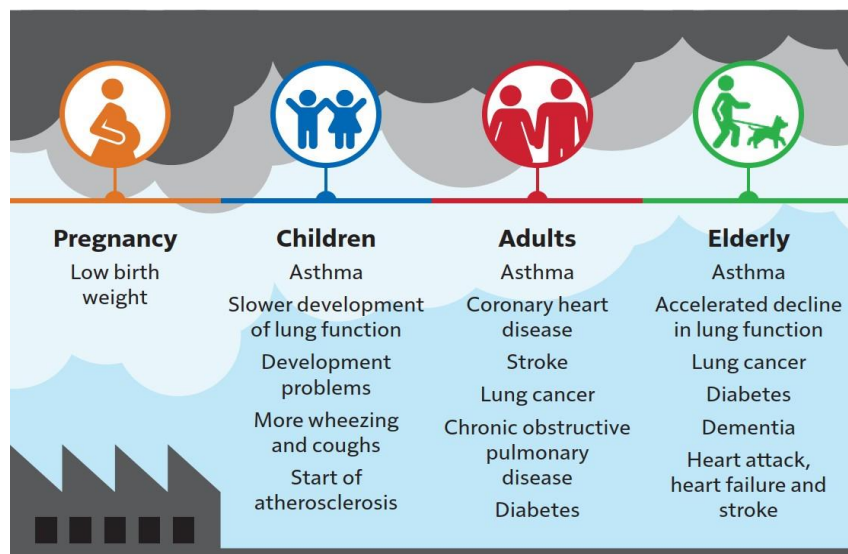 Pregnancy
Low birth
weight
Children
Asthma
Slower development
of lung function
Development
problems
More wheezing
and coughs
Start of
atherosclerosis
Adults
Asthma
Coronary heart
disease
Stroke
Lung cancer
Chronic obstructive
pulmonary
disease
Diabetes
Elderly
Asthma
Accelerated decline
in lung function
Lung cancer
Diabetes
Dementia
Heart attack,
heart failure and
stroke